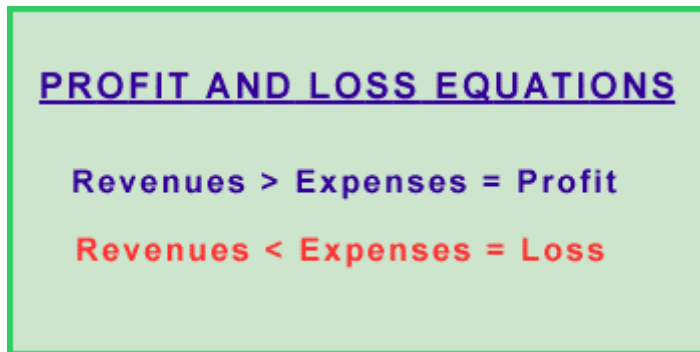 PROFIT AND LOSS EQUATIONS
Revenues > Expenses = Profit
Revenues < Expenses = Loss